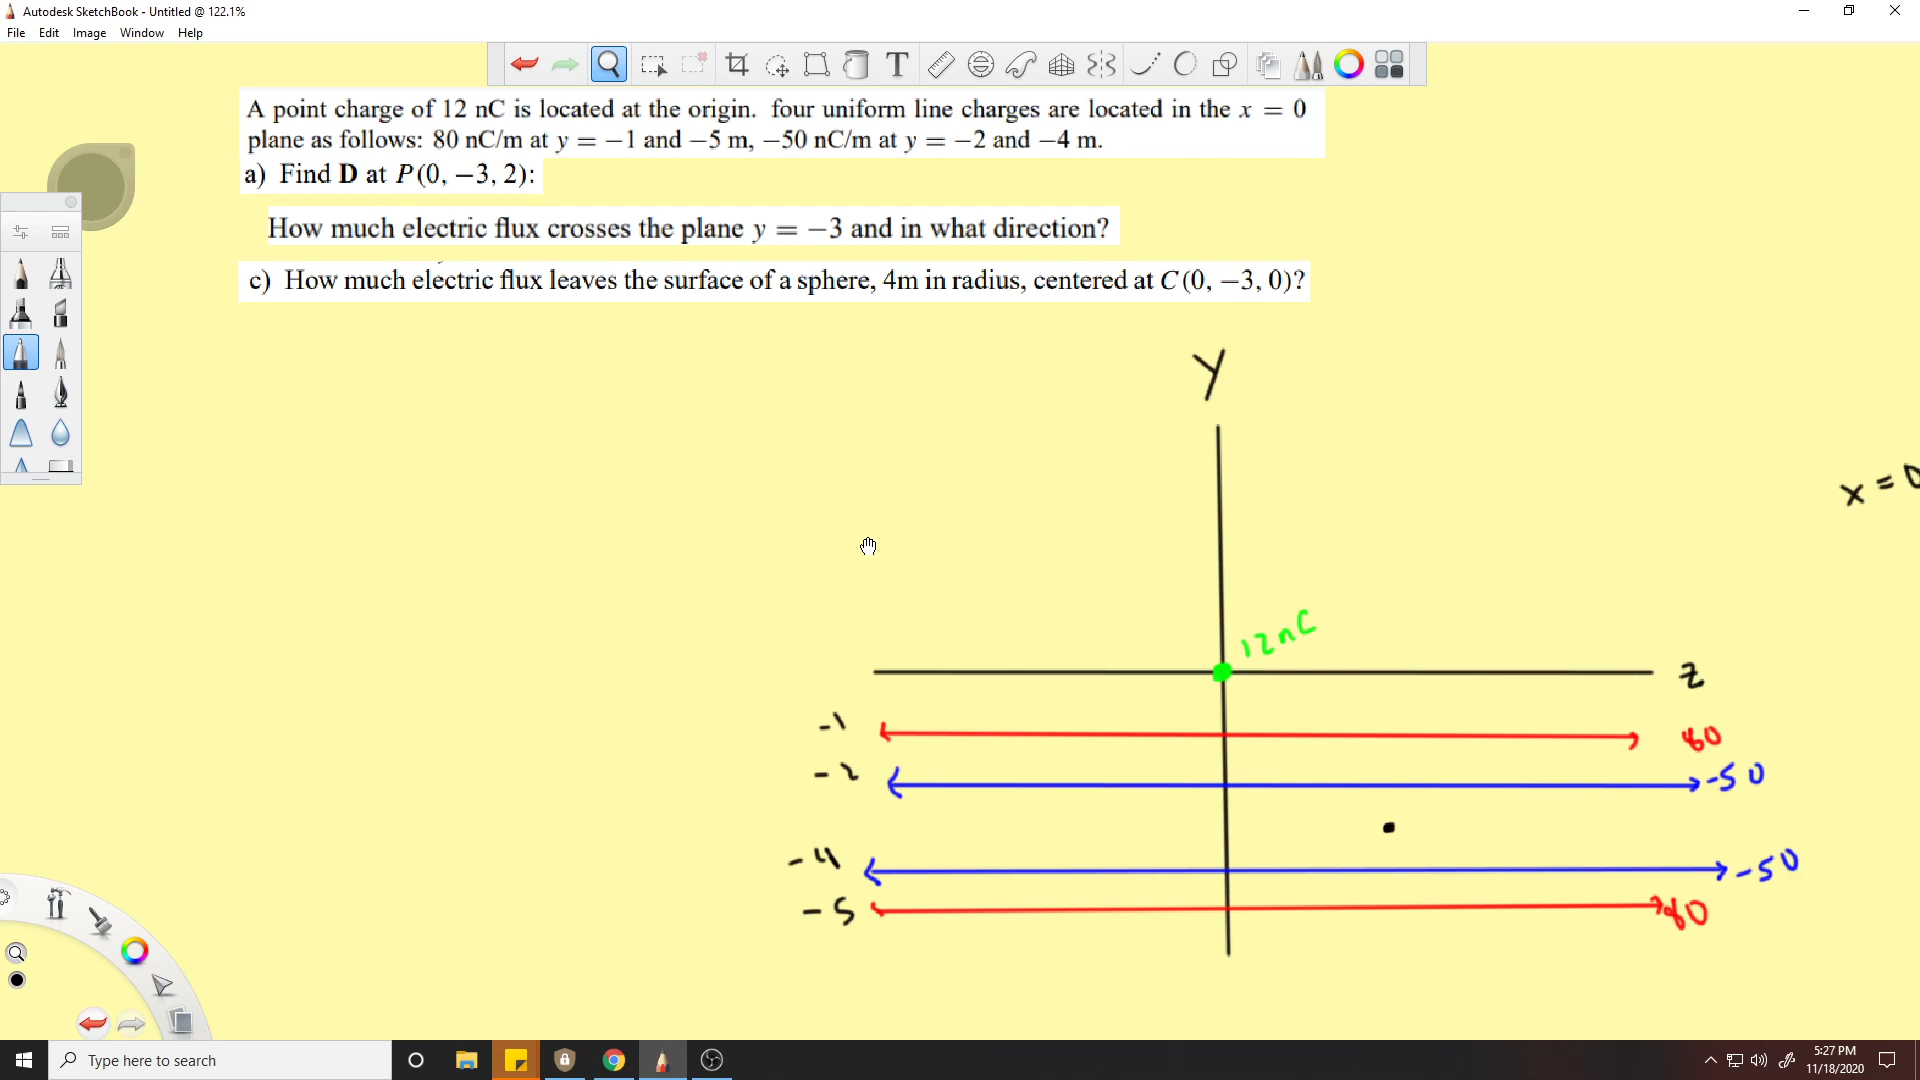 Autodesk SketchBook - Untitled @ 122.1%
File Edit Image Window Help
T
A point charge of 12 nC is located at the origin. four uniform line charges are located in the x = 0
plane as follows: 80 nC/m at y = −1 and −5 m, −50 nC/m at y = −2 and −4 m.
a) Find D at P(0, −3, 2):
How much electric flux crosses the plane y = −3 and in what direction?
c) How much electric flux leaves the surface of a sphere, 4m in radius, centered at C(0, −3, 0)?
Y
x = 0
12nC
z
-1 80
-2 -50
-4 -50
-5 80
Type here to search
5:27 PM
11/18/2020